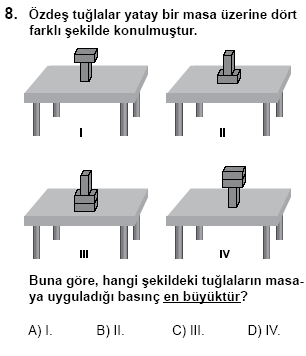 8. Özdeş tuğlalar yatay bir masa üzerine dört
farklı şekilde konulmuştur.
I
II
III
IV
Buna göre, hangi şekildeki tuğlaların masa-
ya uyguladığı basınç en büyüktür?
A) I. B) II. C) III. D) IV.